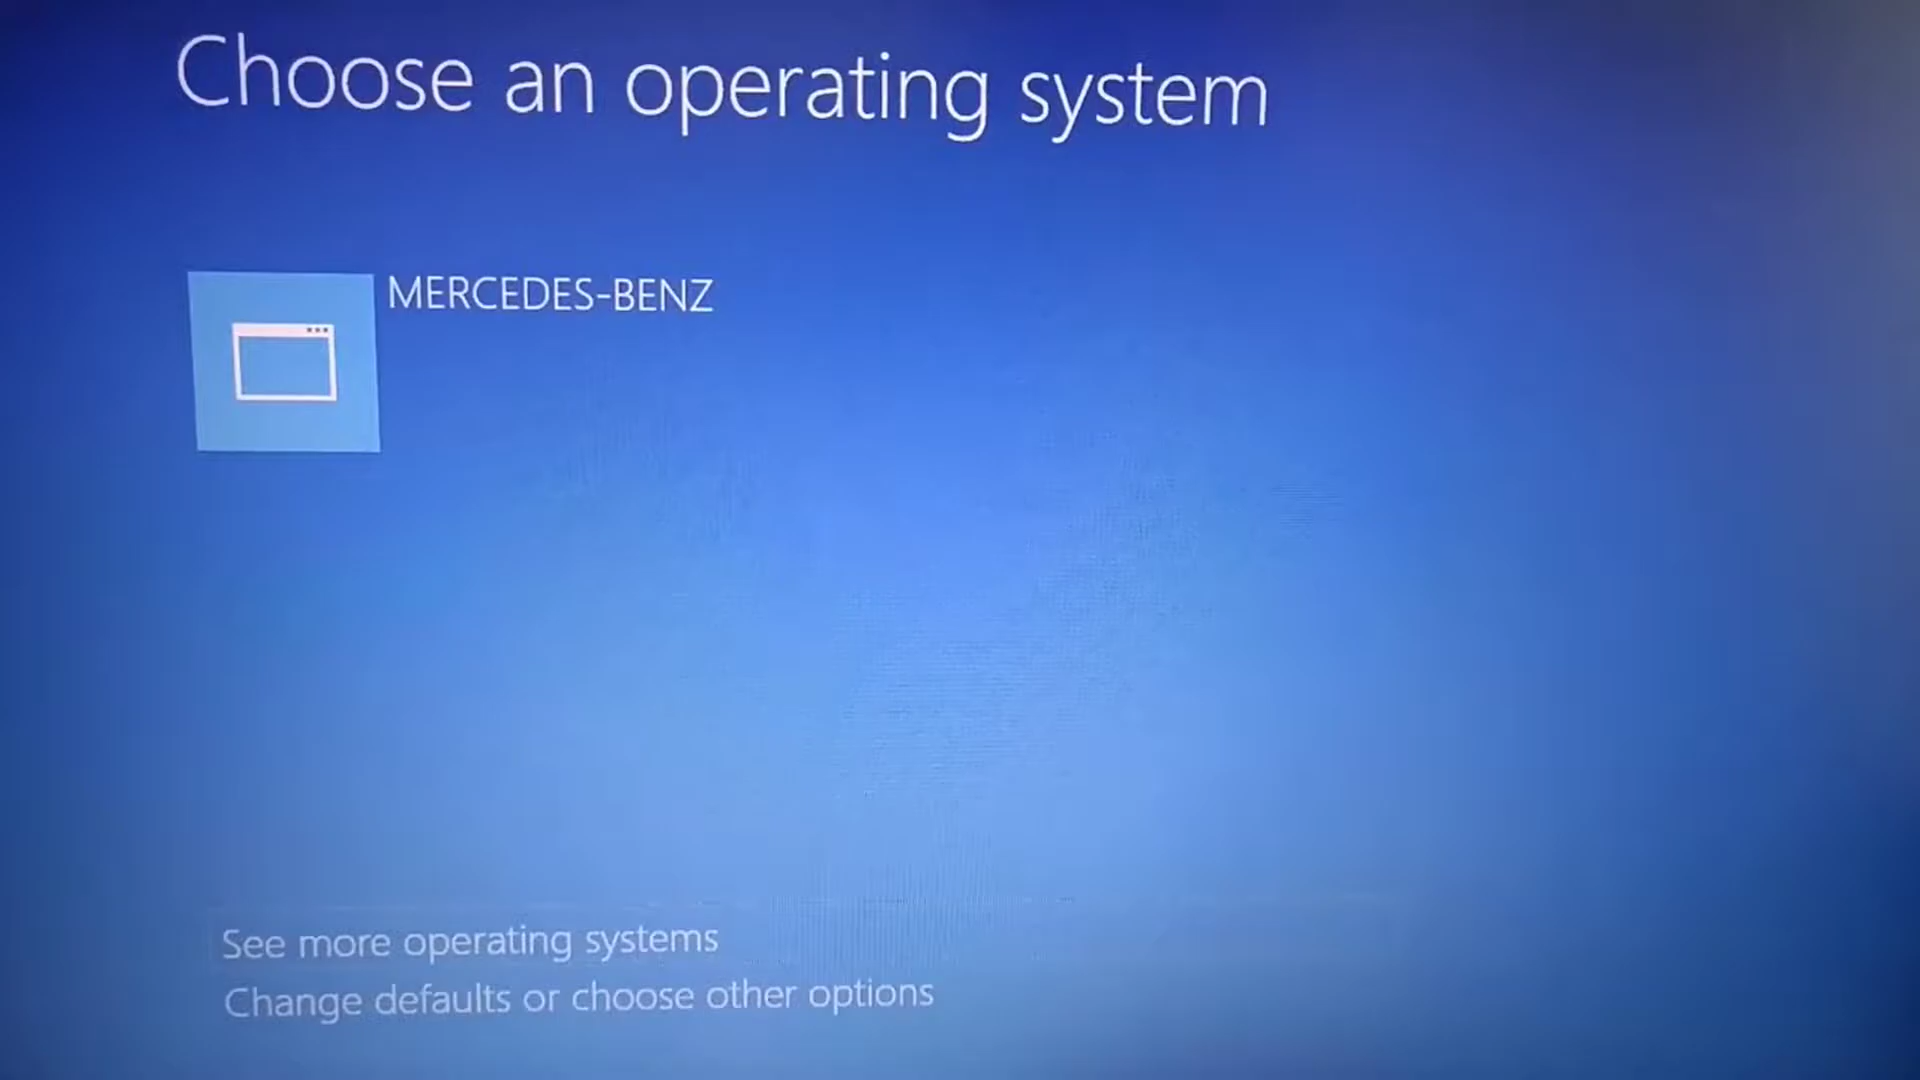 Choose an operating system
MERCEDES-BENZ
See more operating systems
Change defaults or choose other options